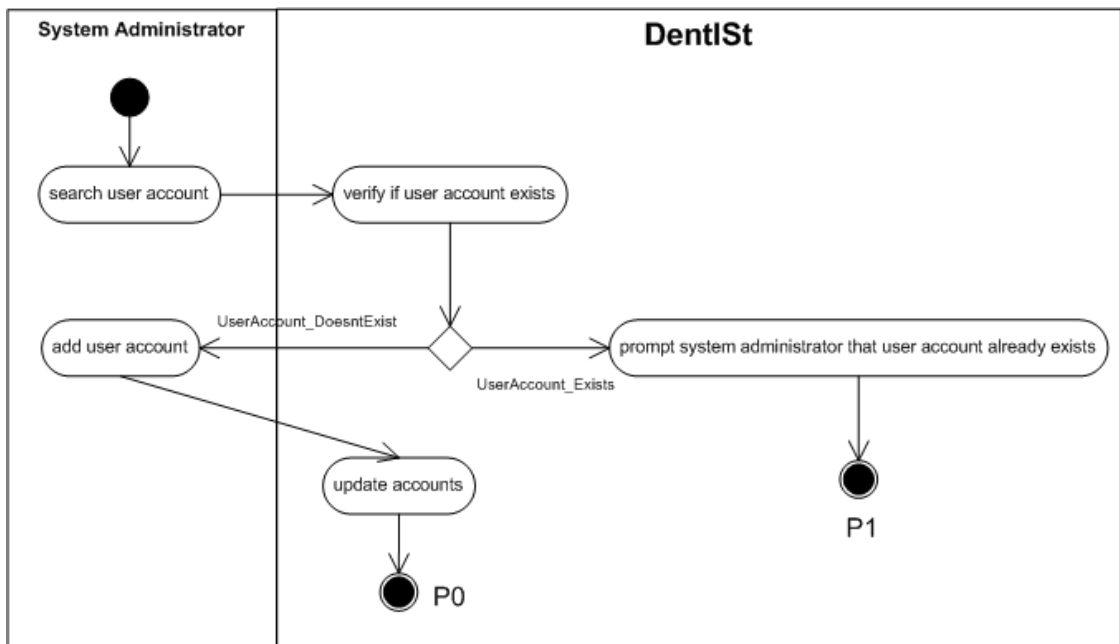 System Administrator
DentISt
search user account
verify if user account exists
UserAccount_DoesntExist
add user account
prompt system administrator that user account already exists
UserAccount_Exists
update accounts
P1
P0